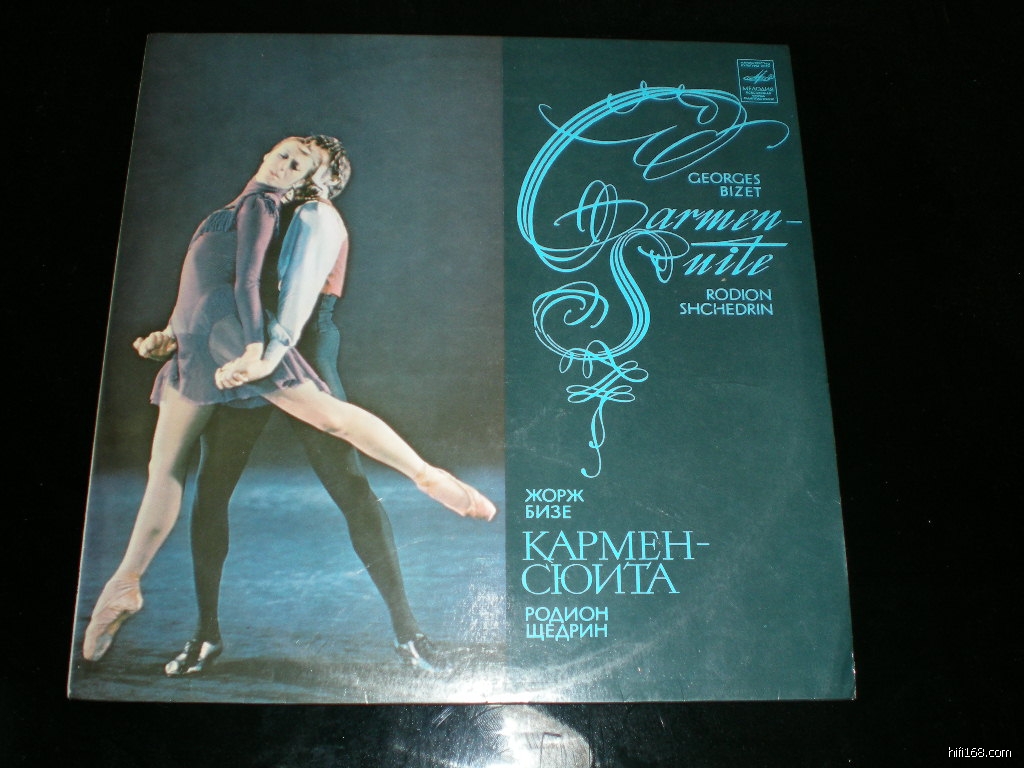 МЕЛОДИЯ
GEORGES
BIZET
Carmen-
Suite
RODION
SHCHEDRIN
ЖОРЖ
БИЗЕ
КАРМЕН-
СЮИТА
РОДИОН
ЩЕДРИН
hifi168.com